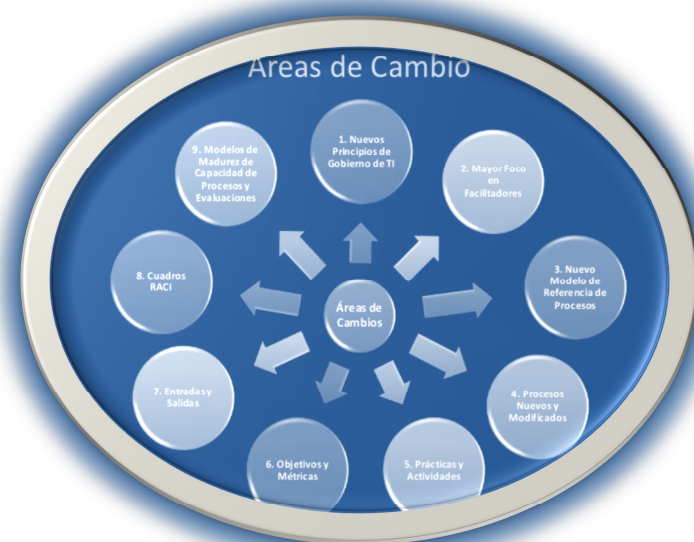 Áreas de Cambio
1. Nuevos
Principios de
Gobierno de TI
2. Mayor Foco
en
Facilitadores
3. Nuevo
Modelo de
Referencia de
Procesos
4. Procesos
Nuevos y
Modificados
5. Prácticas y
Actividades
6. Objetivos y
Métricas
7. Entradas y
Salidas
8. Cuadros
RACI
9. Modelos de
Madurez de
Capacidad de
Procesos y
Evaluaciones
Áreas de
Cambios